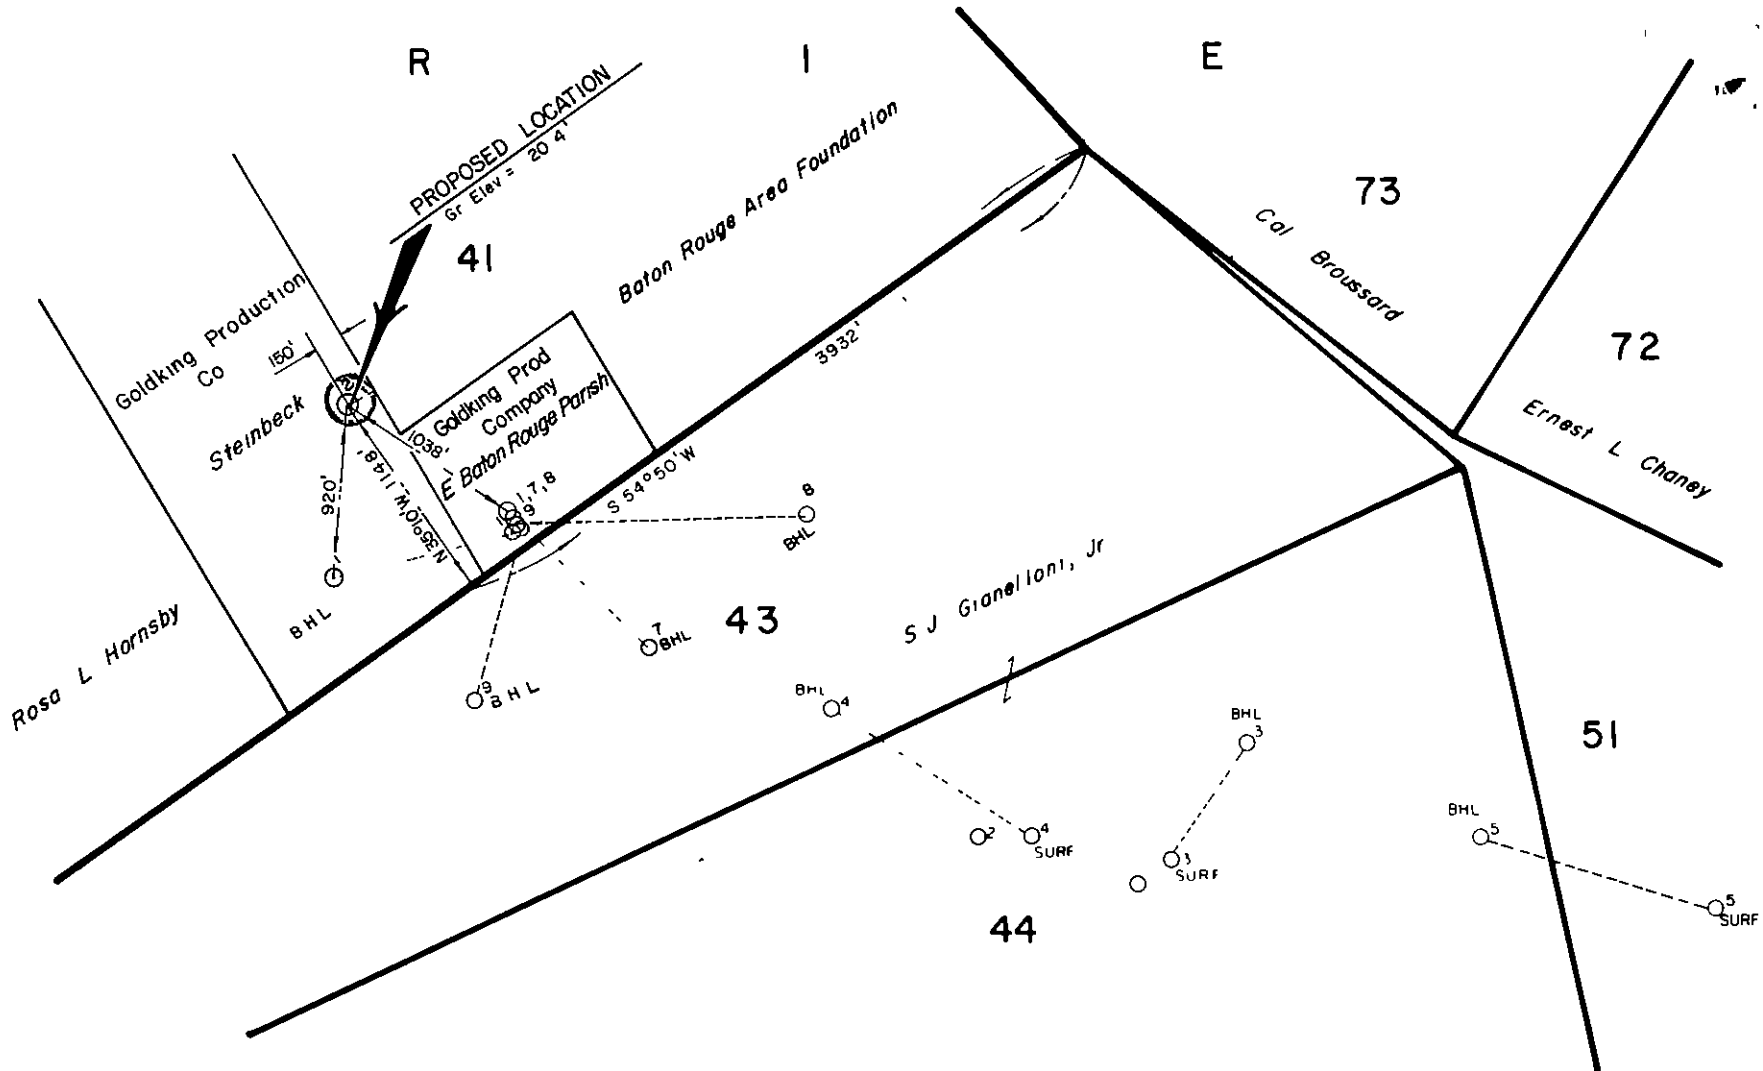 R I E
PROPOSED LOCATION
Gr Elev = 20 4'
41
Baton Rouge Area Foundation
73
Cal Broussard
72
Ernest L Chaney
Goldking Production
Co
150'
Steinbeck
Goldking Prod
Company
E Baton Rouge Parish
1038'
3932'
S 54°50' W
N 35°10' W 1148'
920'
1,7,8
9
BHL
8
BHL
Rosa L Hornsby
7
BHL
43
S J Gianelloni, Jr
9
BHL
BHL
4
BHL
3
51
2
4
SURF
3
SURF
BHL
5
5
SURF
44